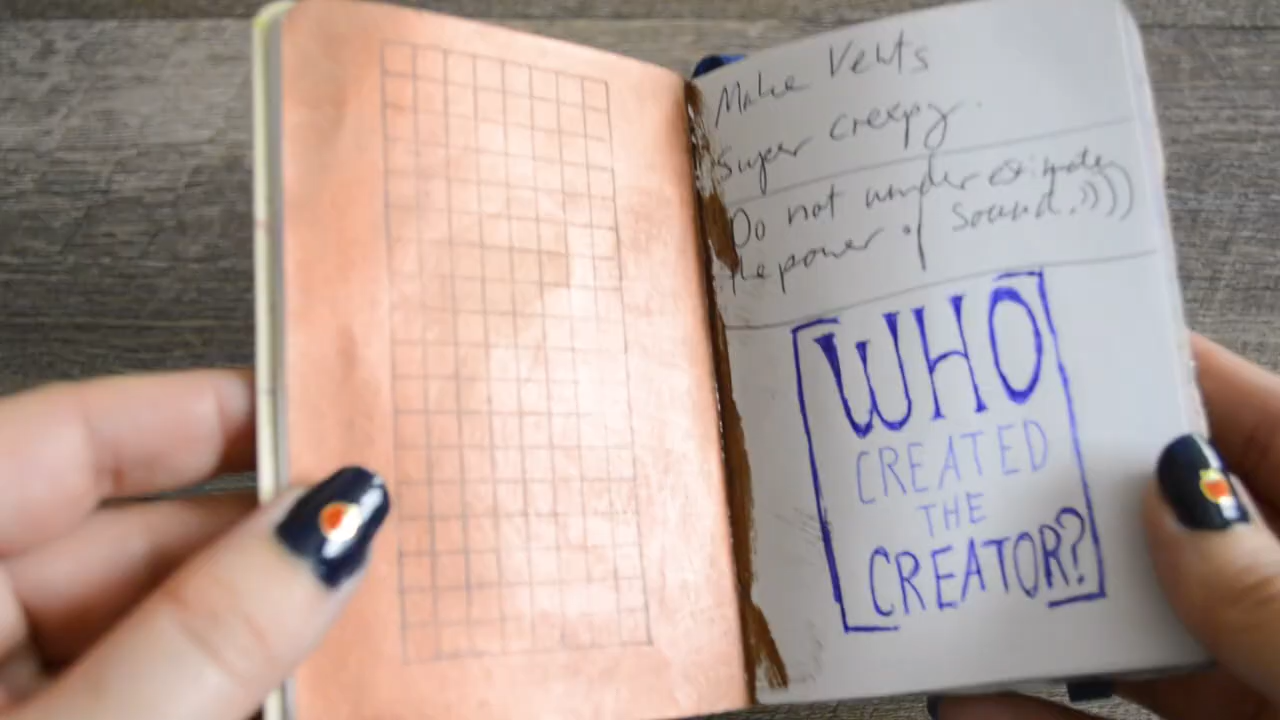 Make Vents
Super creepy.
Do not underestimate
the power of Sound.))))
WHO
CREATED
THE
CREATOR?